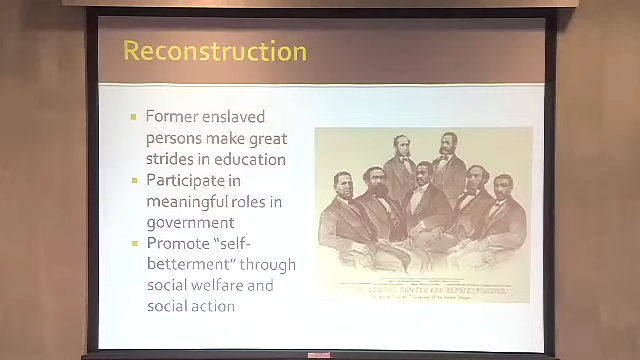 Reconstruction
Former enslaved
persons make great
strides in education
Participate in
meaningful roles in
government
Promote "self-
betterment" through
social welfare and
social action